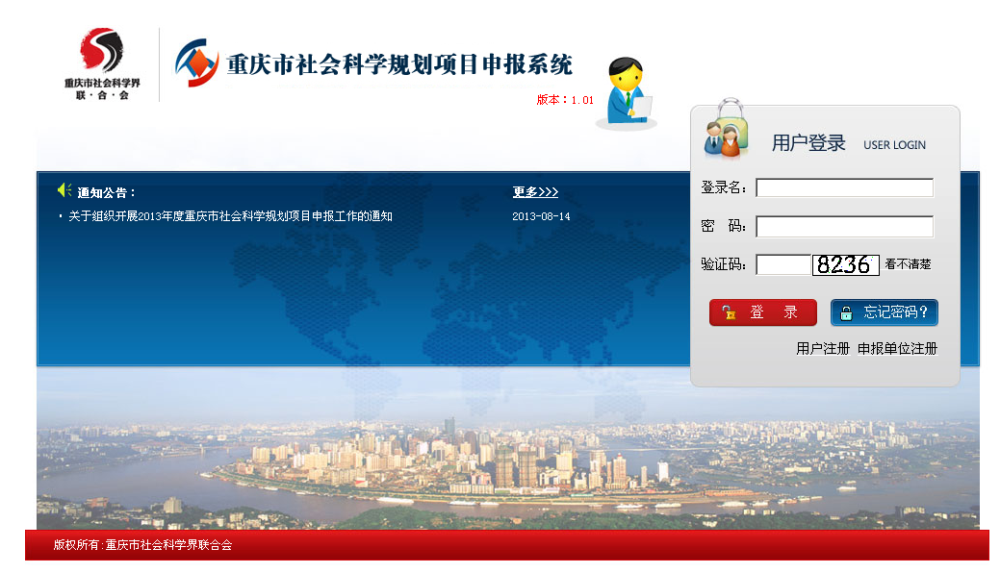 重庆市社会科学界
联·合·会
重庆市社会科学规划项目申报系统
版本：1.01
用户登录 USER LOGIN
通知公告： 更多>>>
· 关于组织开展2013年度重庆市社会科学规划项目申报工作的通知 2013-08-14
登录名：
密 码：
验证码： 8236 看不清楚
登 录 忘记密码？
用户注册 申报单位注册
版权所有:重庆市社会科学界联合会